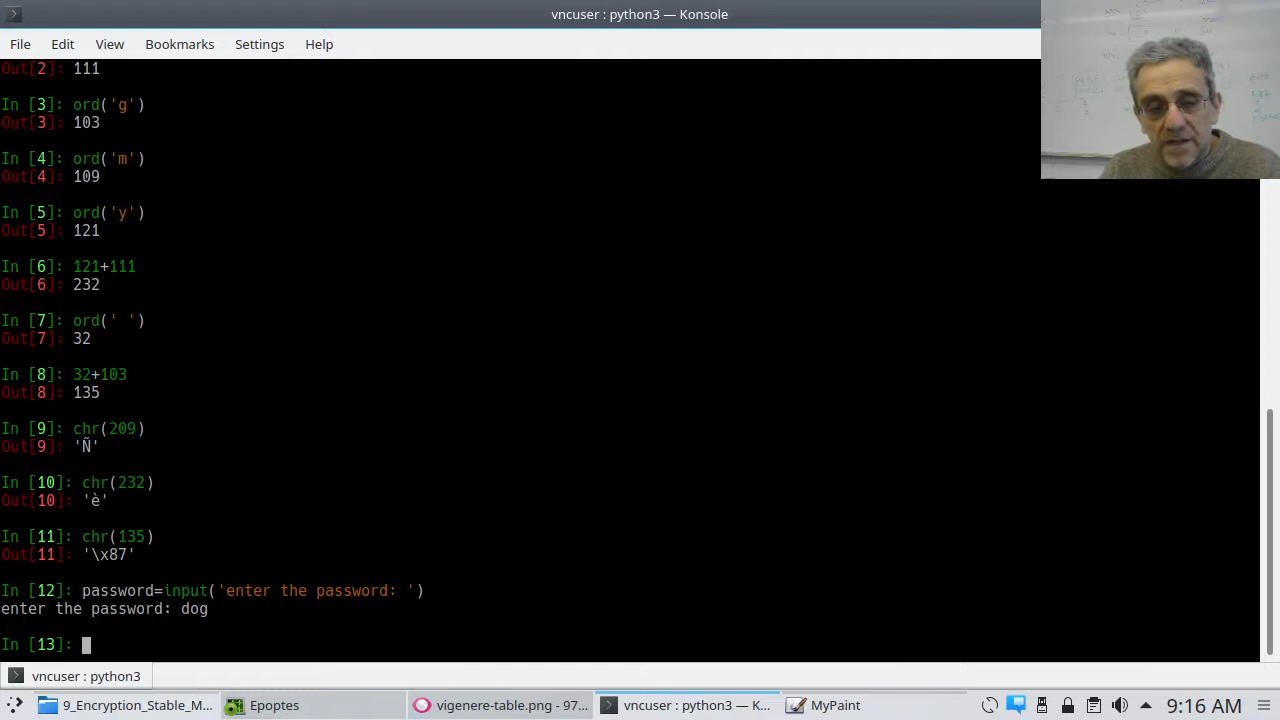 vncuser : python3 — Konsole
File Edit View Bookmarks Settings Help
Out[2]: 111
In [3]: ord('g')
Out[3]: 103
In [4]: ord('m')
Out[4]: 109
In [5]: ord('y')
Out[5]: 121
In [6]: 121+111
Out[6]: 232
In [7]: ord(' ')
Out[7]: 32
In [8]: 32+103
Out[8]: 135
In [9]: chr(209)
Out[9]: 'Ñ'
In [10]: chr(232)
Out[10]: 'è'
In [11]: chr(135)
Out[11]: '\x87'
In [12]: password=input('enter the password: ')
enter the password: dog
In [13]:
vncuser : python3
9_Encryption_Stable_M... Epoptes vigenere-table.png - 97... vncuser : python3 — K... MyPaint 9:16 AM